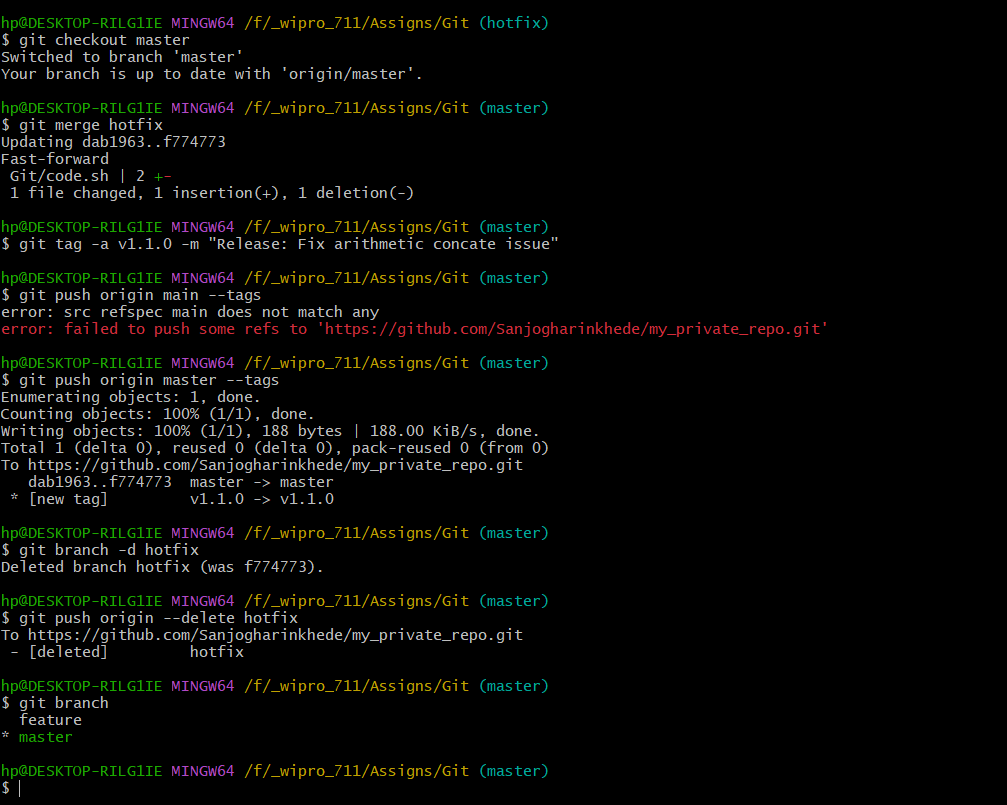 hp@DESKTOP-RILG1IE MINGW64 /f/_wipro_711/Assigns/Git (hotfix)
$ git checkout master
Switched to branch 'master'
Your branch is up to date with 'origin/master'.
hp@DESKTOP-RILG1IE MINGW64 /f/_wipro_711/Assigns/Git (master)
$ git merge hotfix
Updating dab1963..f774773
Fast-forward
 Git/code.sh | 2 +-
 1 file changed, 1 insertion(+), 1 deletion(-)
hp@DESKTOP-RILG1IE MINGW64 /f/_wipro_711/Assigns/Git (master)
$ git tag -a v1.1.0 -m "Release: Fix arithmetic concate issue"
hp@DESKTOP-RILG1IE MINGW64 /f/_wipro_711/Assigns/Git (master)
$ git push origin main --tags
error: src refspec main does not match any
error: failed to push some refs to 'https://github.com/Sanjogharinkhede/my_private_repo.git'
hp@DESKTOP-RILG1IE MINGW64 /f/_wipro_711/Assigns/Git (master)
$ git push origin master --tags
Enumerating objects: 1, done.
Counting objects: 100% (1/1), done.
Writing objects: 100% (1/1), 188 bytes | 188.00 KiB/s, done.
Total 1 (delta 0), reused 0 (delta 0), pack-reused 0 (from 0)
To https://github.com/Sanjogharinkhede/my_private_repo.git
   dab1963..f774773  master -> master
 * [new tag]         v1.1.0 -> v1.1.0
hp@DESKTOP-RILG1IE MINGW64 /f/_wipro_711/Assigns/Git (master)
$ git branch -d hotfix
Deleted branch hotfix (was f774773).
hp@DESKTOP-RILG1IE MINGW64 /f/_wipro_711/Assigns/Git (master)
$ git push origin --delete hotfix
To https://github.com/Sanjogharinkhede/my_private_repo.git
 - [deleted]         hotfix
hp@DESKTOP-RILG1IE MINGW64 /f/_wipro_711/Assigns/Git (master)
$ git branch
  feature
* master
hp@DESKTOP-RILG1IE MINGW64 /f/_wipro_711/Assigns/Git (master)
$